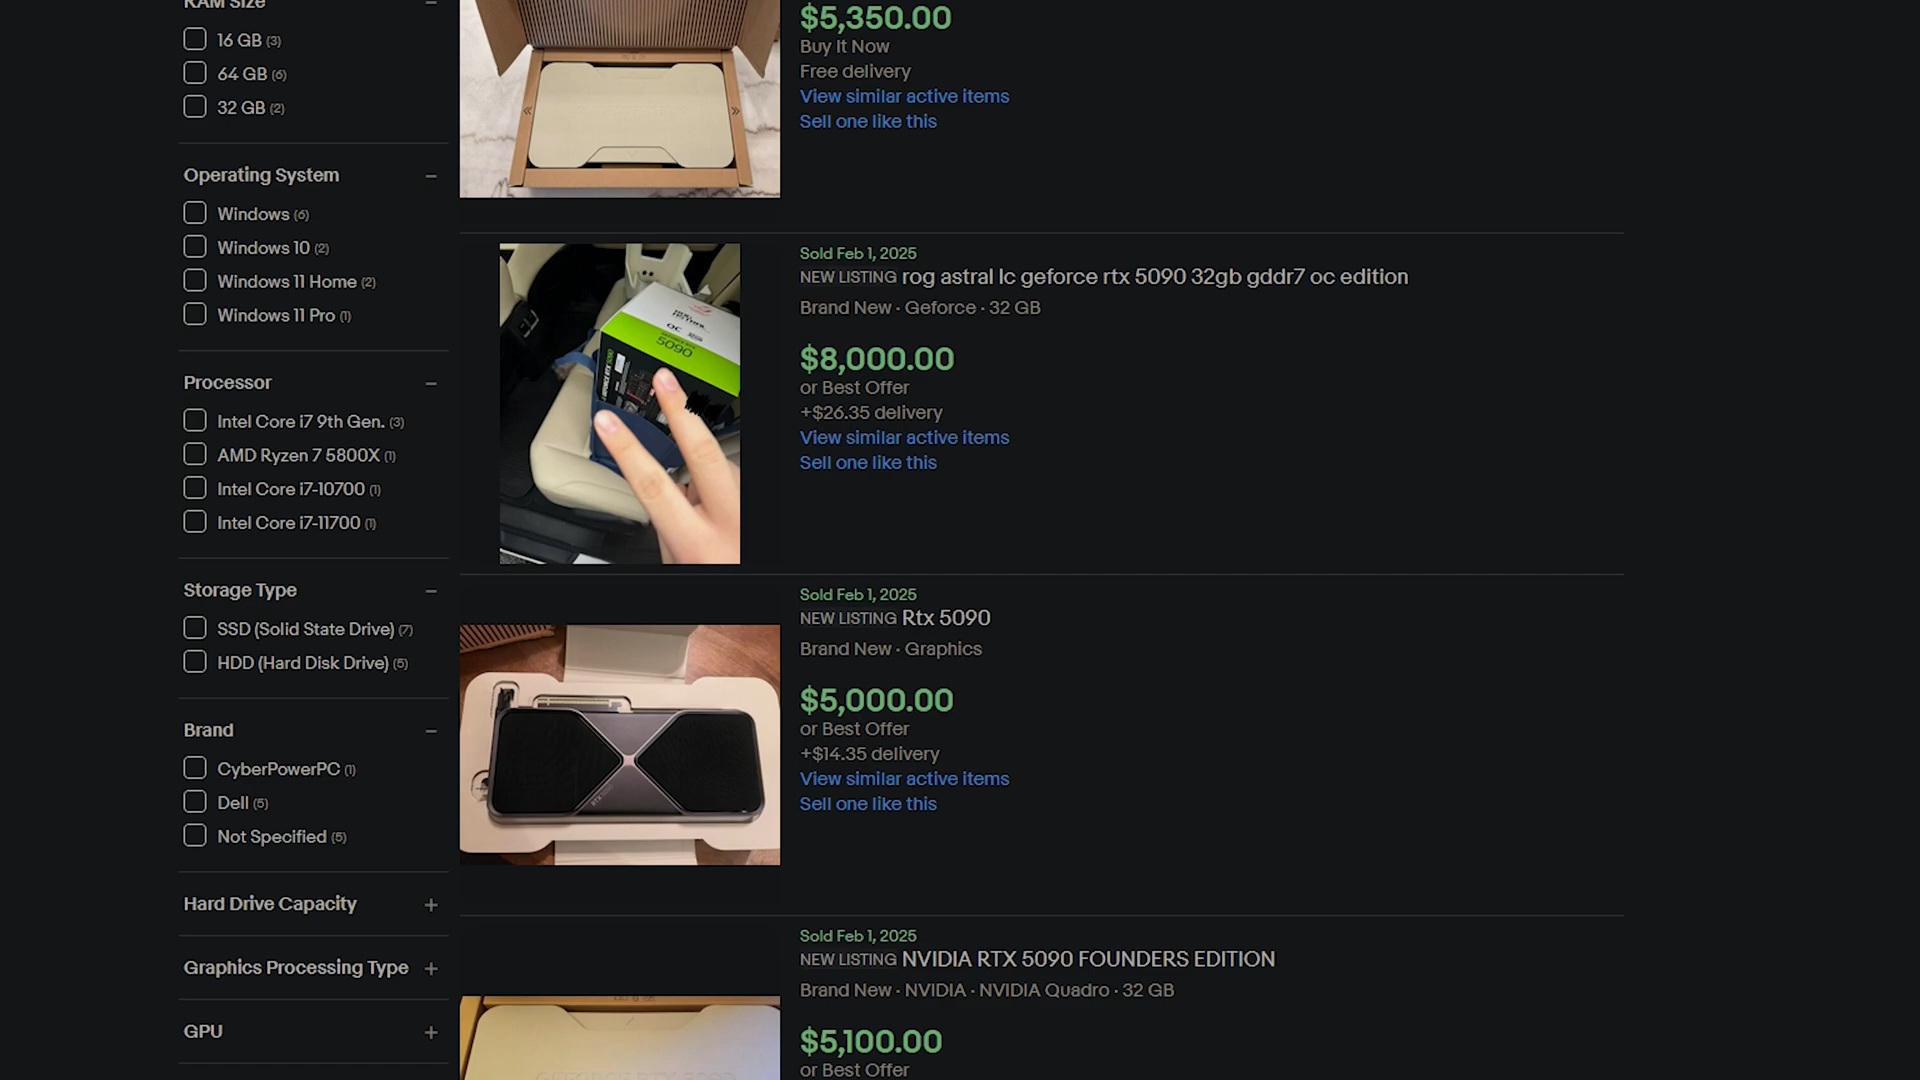 RAM Size
16 GB (3)
64 GB (6)
32 GB (2)
Operating System
Windows (6)
Windows 10 (2)
Windows 11 Home (2)
Windows 11 Pro (1)
Processor
Intel Core i7 9th Gen. (3)
AMD Ryzen 7 5800X (1)
Intel Core i7-10700 (1)
Intel Core i7-11700 (1)
Storage Type
SSD (Solid State Drive) (7)
HDD (Hard Disk Drive) (5)
Brand
CyberPowerPC (1)
Dell (5)
Not Specified (5)
Hard Drive Capacity
Graphics Processing Type
GPU
$5,350.00
Buy It Now
Free delivery
View similar active items
Sell one like this
OC
5090
Sold Feb 1, 2025
NEW LISTING rog astral lc geforce rtx 5090 32gb gddr7 oc edition
Brand New · Geforce · 32 GB
$8,000.00
or Best Offer
+$26.35 delivery
View similar active items
Sell one like this
Sold Feb 1, 2025
NEW LISTING Rtx 5090
Brand New · Graphics
$5,000.00
or Best Offer
+$14.35 delivery
View similar active items
Sell one like this
Sold Feb 1, 2025
NEW LISTING NVIDIA RTX 5090 FOUNDERS EDITION
Brand New · NVIDIA · NVIDIA Quadro · 32 GB
$5,100.00
or Best Offer